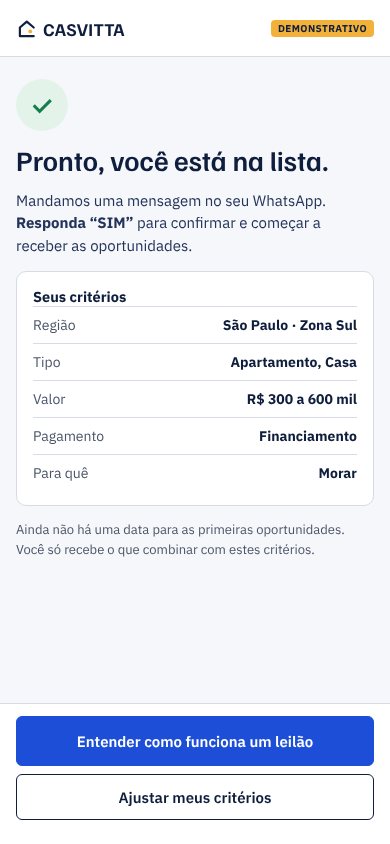 CASVITTA
DEMONSTRATIVO
Pronto, você está na lista.
Mandamos uma mensagem no seu WhatsApp.
Responda “SIM” para confirmar e começar a
receber as oportunidades.
Seus critérios
Região São Paulo · Zona Sul
Tipo Apartamento, Casa
Valor R$ 300 a 600 mil
Pagamento Financiamento
Para quê Morar
Ainda não há uma data para as primeiras oportunidades.
Você só recebe o que combinar com estes critérios.
Entender como funciona um leilão
Ajustar meus critérios